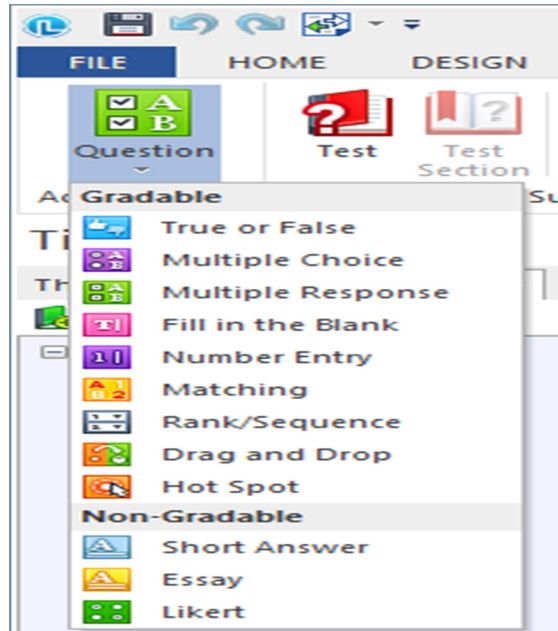 FILE HOME DESIGN
Question Test Test Section
Gradable
True or False
Multiple Choice
Multiple Response
Fill in the Blank
Number Entry
Matching
Rank/Sequence
Drag and Drop
Hot Spot
Non-Gradable
Short Answer
Essay
Likert